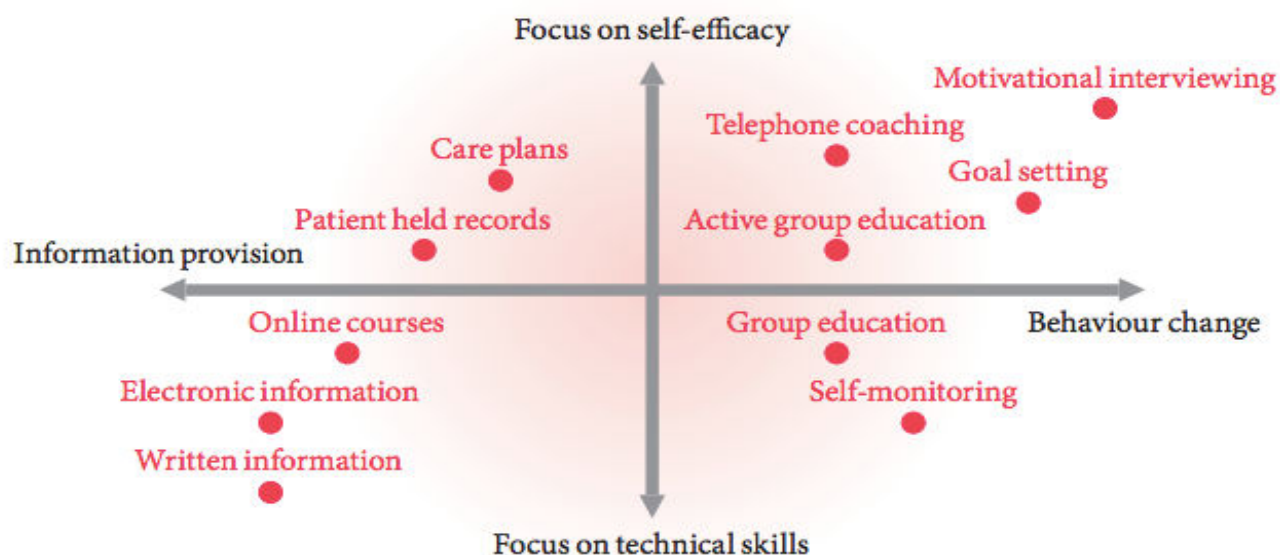 Focus on self-efficacy
Motivational interviewing
Telephone coaching
Care plans
Goal setting
Patient held records
Active group education
Information provision
Online courses
Group education
Behaviour change
Electronic information
Self-monitoring
Written information
Focus on technical skills